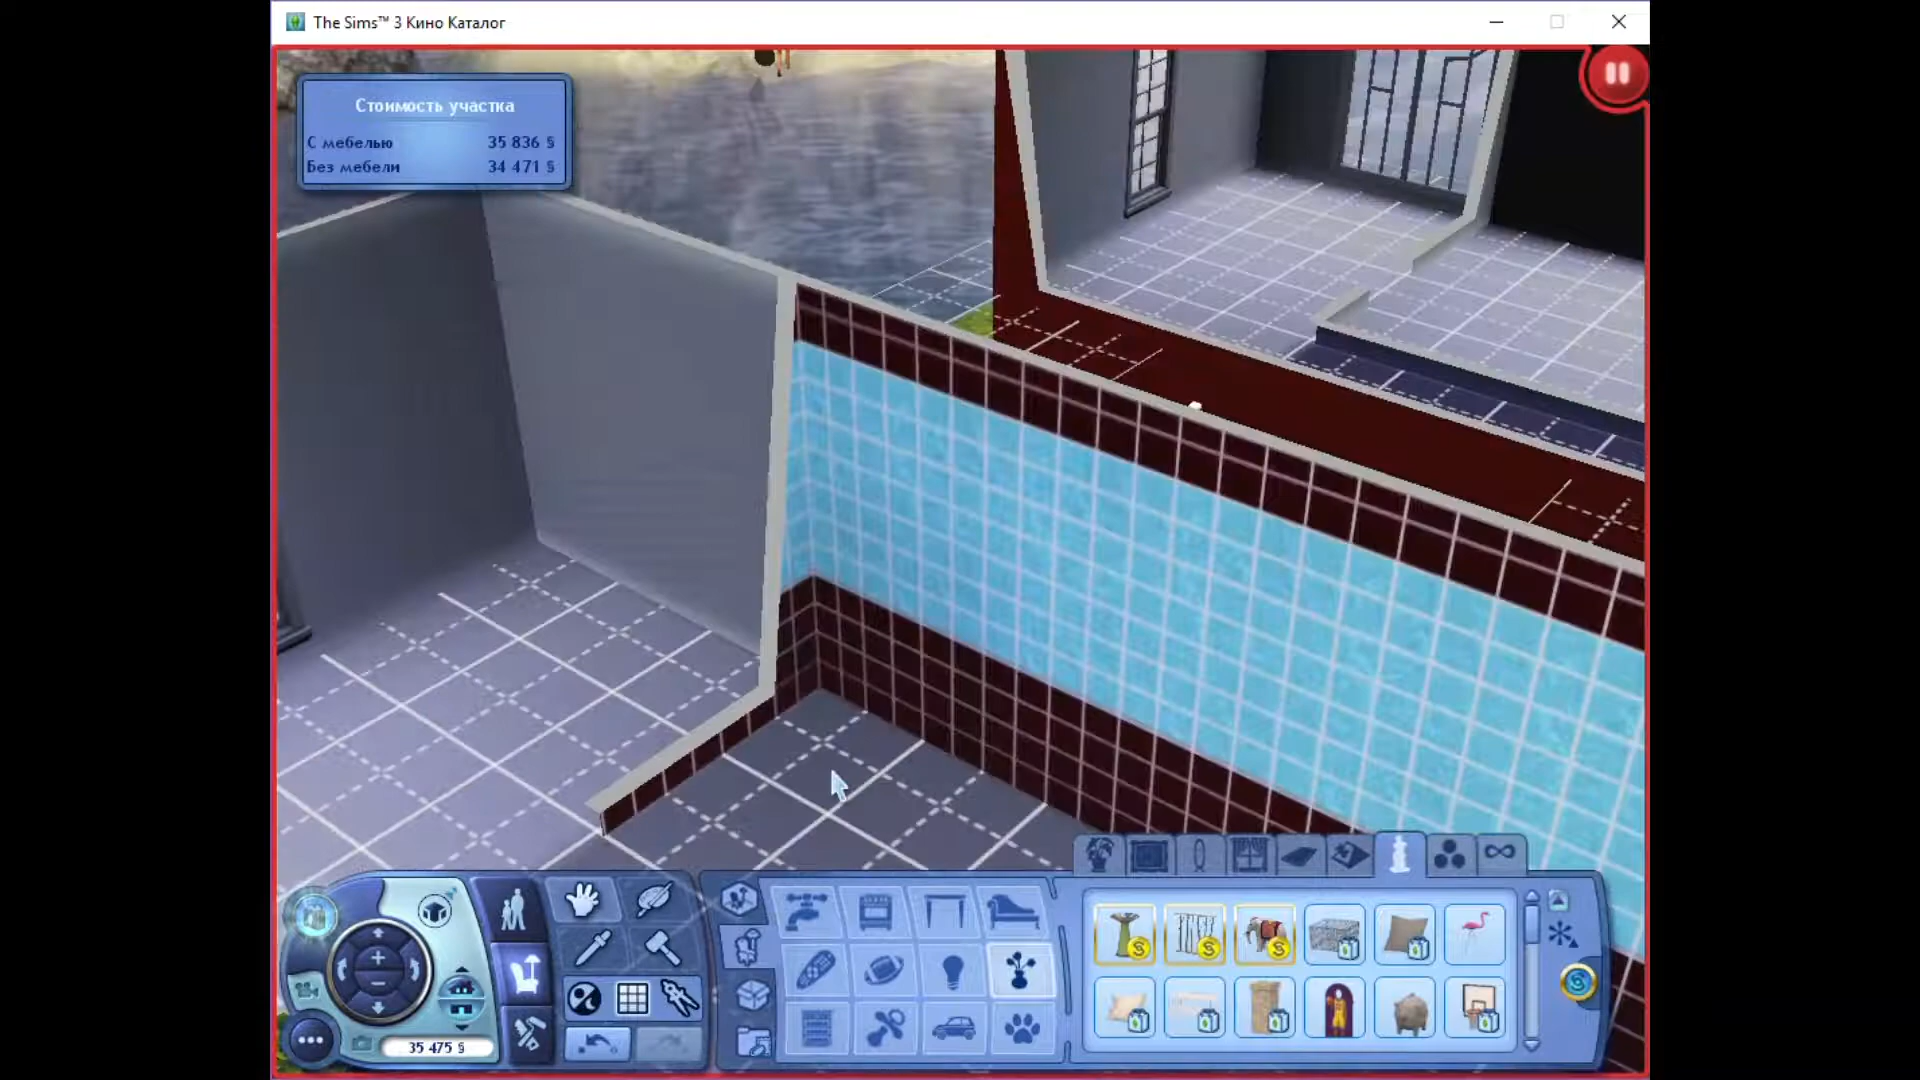 The Sims™ 3 Кино Каталог
Стоимость участка
С мебелью 35 836 §
Без мебели 34 471 §
35 475 §